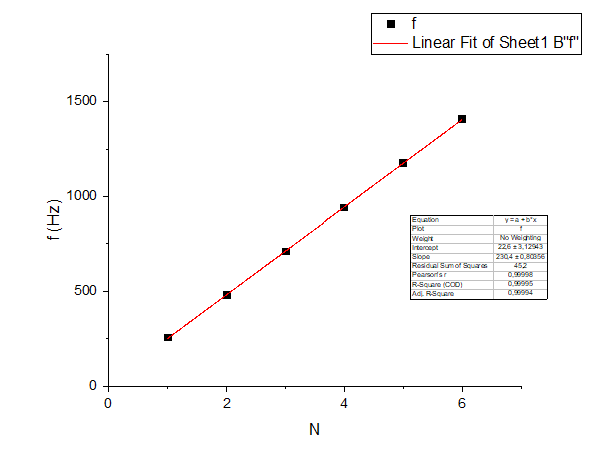 f
Linear Fit of Sheet1 B"f"
1500
1000
500
0
f (Hz)
0 2 4 6
N
Equation y = a + b*x
Plot f
Weight No Weighting
Intercept 22,6 ± 3,12943
Slope 230,4 ± 0,80356
Residual Sum of Squares 45,2
Pearson's r 0,99998
R-Square (COD) 0,99995
Adj. R-Square 0,99994